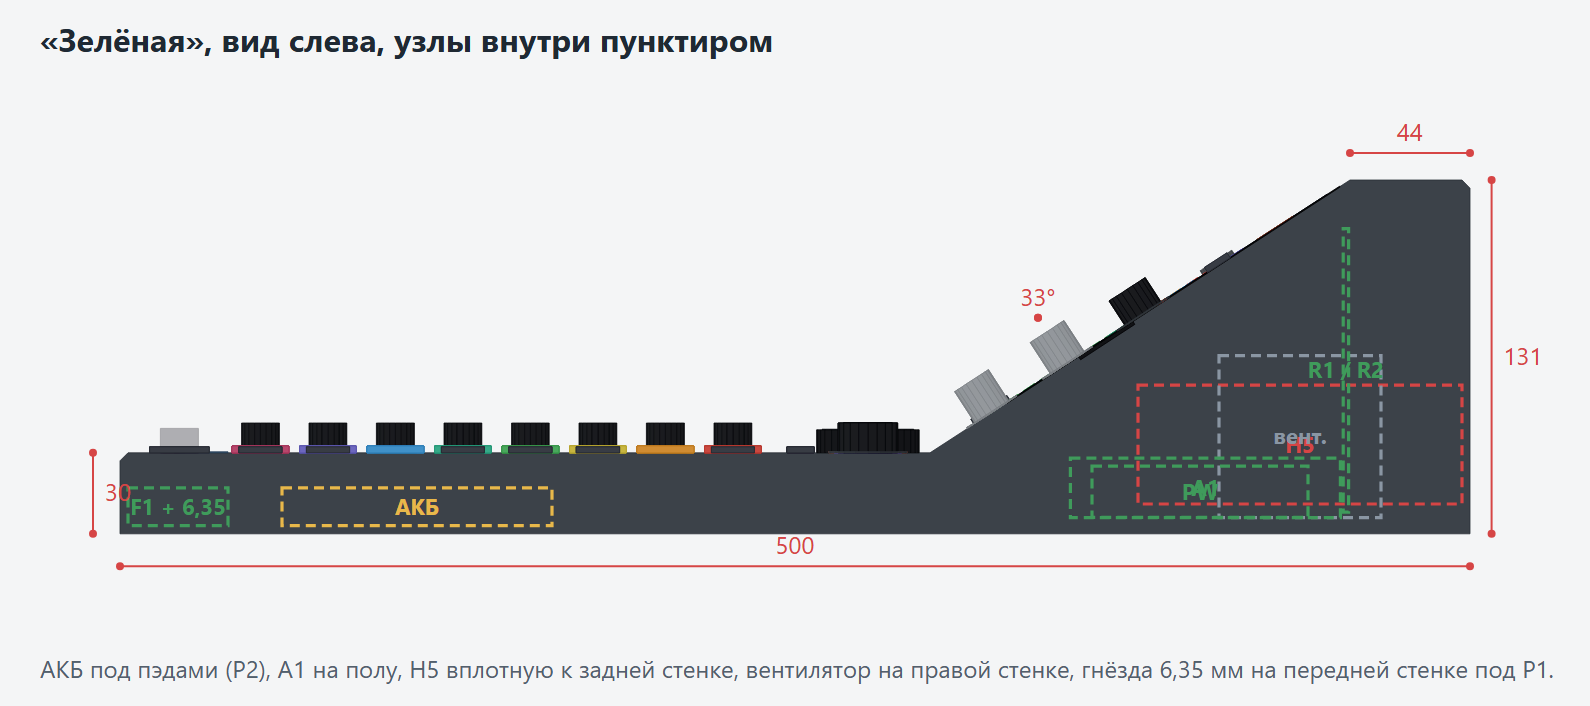 «Зелёная», вид слева, узлы внутри пунктиром
44
33°
131
R1 / R2
вент.
H5
30
F1 + 6,35
АКБ
PW
A1
500
АКБ под пэдами (P2), A1 на полу, H5 вплотную к задней стенке, вентилятор на правой стенке, гнёзда 6,35 мм на передней стенке под P1.